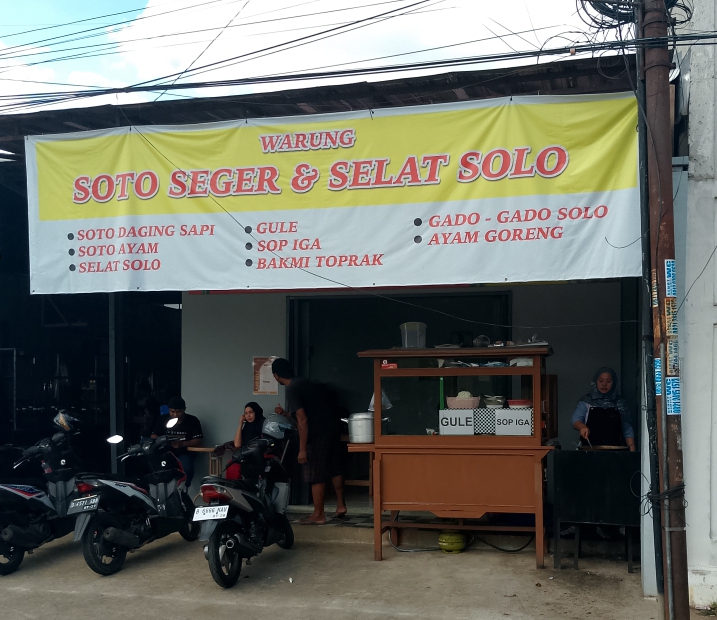 WARUNG
SOTO SEGER & SELAT SOLO
SOTO DAGING SAPI
SOTO AYAM
SELAT SOLO
GULE
SOP IGA
BAKMI TOPRAK
GADO - GADO SOLO
AYAM GORENG
GULE
SOP IGA